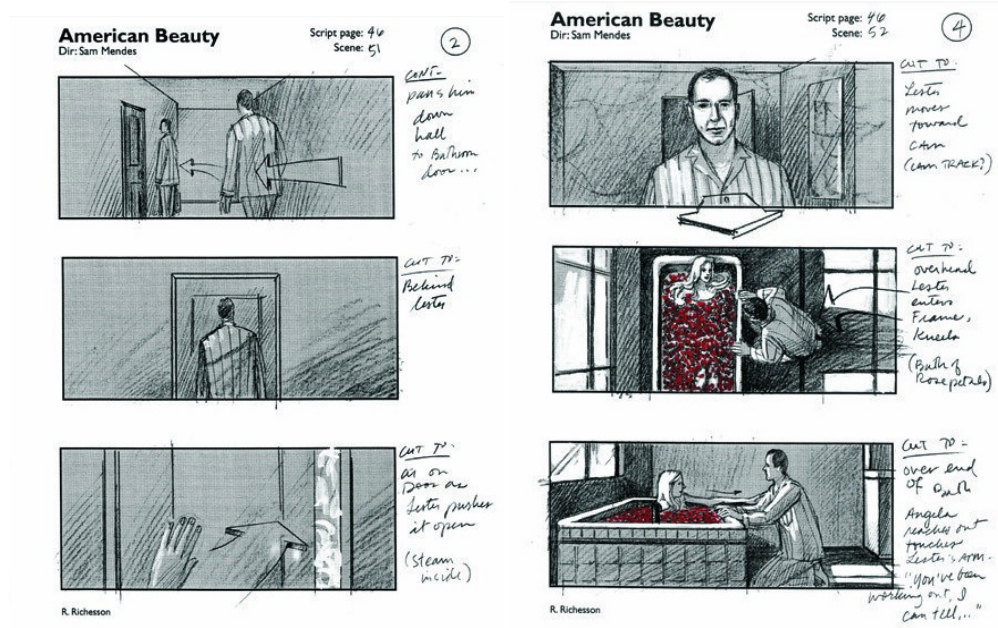 American Beauty
Dir: Sam Mendes
Script page: 46
Scene: 51
2
CONT-
pans him
down
hall
to Bathroom
door...
CUT TO:
Behind
Lester
CUT TO:
on
Door as
Lester pushes
it open
(Steam
inside)
R. Richesson
American Beauty
Dir: Sam Mendes
Script page: 46
Scene: 52
4
CUT TO:
Lester
moves
toward
CAM
(CAM TRACK?)
CUT TO:
overhead
Lester
enters
Frame,
Kneels
(Bath of
Rose petals)
CUT TO:
over end
of Bath
Angela
reaches out
touches
Lester's ARM-
"You've been
working out, I
can tell,.."
R. Richesson